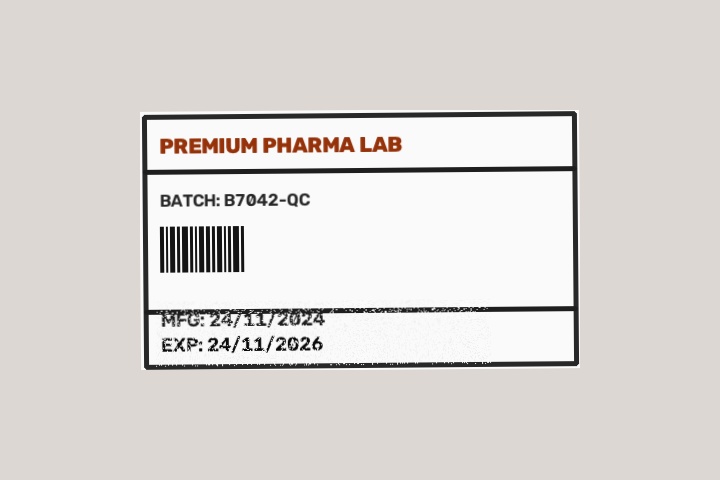 PREMIUM PHARMA LAB
BATCH: B7042-QC
MFG: 24/11/2024
EXP: 24/11/2026